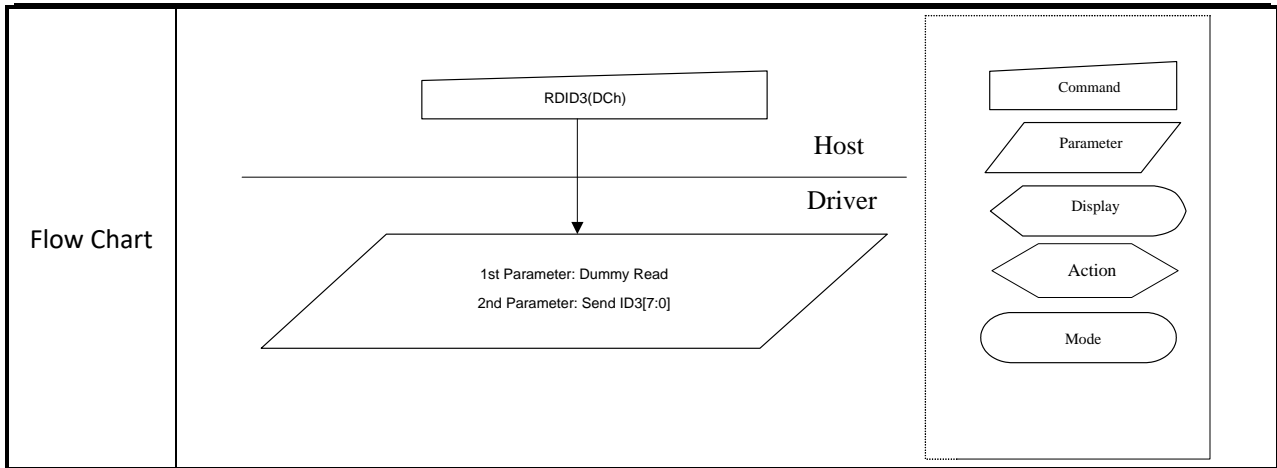 Flow Chart
RDID3(DCh)
Host
Driver
1st Parameter: Dummy Read
2nd Parameter: Send ID3[7:0]
Command
Parameter
Display
Action
Mode